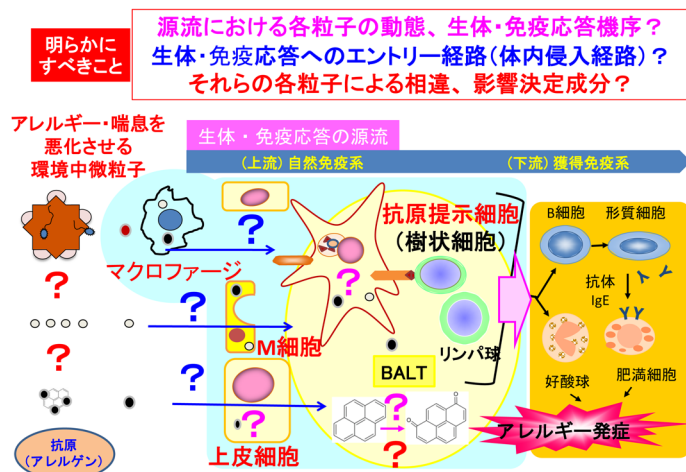 明らかに
すべきこと
源流における各粒子の動態、生体・免疫応答機序?
生体・免疫応答へのエントリー経路(体内侵入経路)?
それらの各粒子による相違、影響決定成分?
アレルギー・喘息を
悪化させる
環境中微粒子
生体・免疫応答の源流
(上流)自然免疫系
(下流)獲得免疫系
?
マクロファージ
?
抗原提示細胞
(樹状細胞)
?
B細胞
形質細胞
抗体
IgE
?
M細胞
リンパ球
?
BALT
好酸球
肥満細胞
?
?
上皮細胞
O
O
?
?
アレルギー発症
抗原
(アレルゲン)